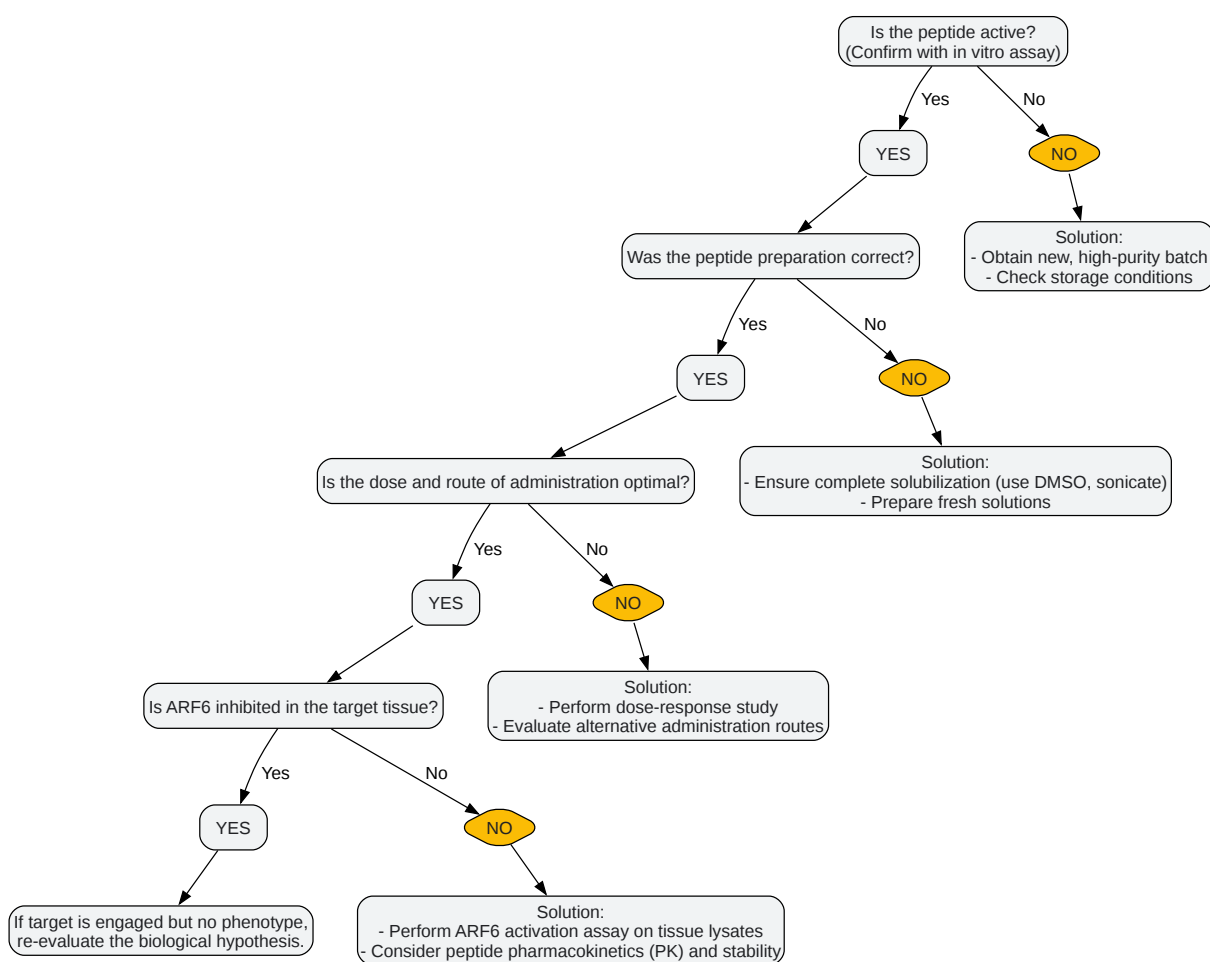 Is the peptide active?
(Confirm with in vitro assay)
Yes
No
YES
NO
Was the peptide preparation correct?
Solution:
- Obtain new, high-purity batch
- Check storage conditions
Yes
No
YES
NO
Is the dose and route of administration optimal?
Solution:
- Ensure complete solubilization (use DMSO, sonicate)
- Prepare fresh solutions
Yes
No
YES
NO
Is ARF6 inhibited in the target tissue?
Solution:
- Perform dose-response study
- Evaluate alternative administration routes
Yes
No
YES
NO
If target is engaged but no phenotype,
re-evaluate the biological hypothesis.
Solution:
- Perform ARF6 activation assay on tissue lysates
- Consider peptide pharmacokinetics (PK) and stability